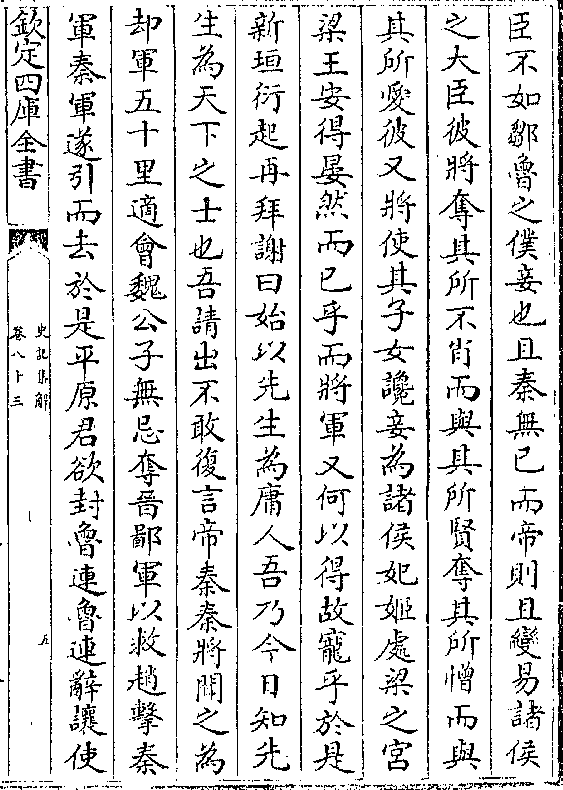 臣不如鄒魯之僕妾也且秦無已而帝則且變易諸侯
之大臣彼將奪其所不肖而與其所賢奪其所憎而與
其所愛彼又將使其子女讒妾為諸侯妃姬處梁之宮
梁王安得晏然而已乎而將軍又何以得故寵乎於是
新垣衍起再拜謝曰始以先生為庸人吾乃今日知先
生為天下之士也吾請出不敢復言帝秦秦將聞之為
却軍五十里適會魏公子無忌奪晉鄙軍以救趙擊秦
軍秦軍遂引而去於是平原君欲封魯連魯連辭讓使
欽定四庫全書
史記集解
卷八十三
五